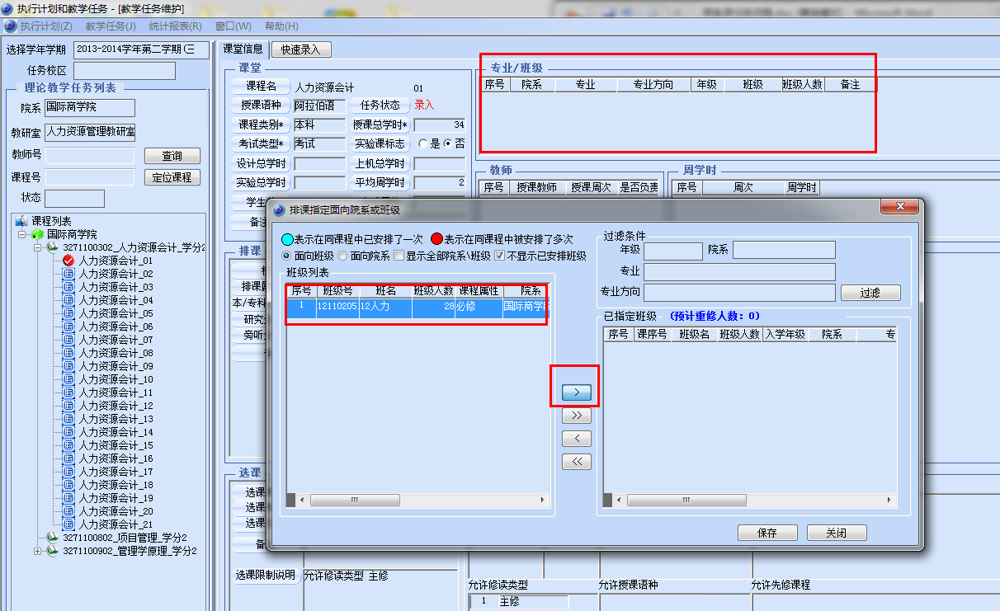 执行计划和教学任务 - [教学任务维护]
执行计划(Z) 教学任务(J) 统计报表(R) 窗口(W) 帮助(H)
选择学年学期 2013-2014学年第二学期(三
任务校区
理论教学任务列表
院系 国际商学院
教研室 人力资源管理教研室
教师号 查询
课程号 定位课程
状态
课程列表
国际商学院
3271100302_人力资源会计_学分2
人力资源会计_01
人力资源会计_02
人力资源会计_03
人力资源会计_04
人力资源会计_05
人力资源会计_06
人力资源会计_07
人力资源会计_08
人力资源会计_09
人力资源会计_10
人力资源会计_11
人力资源会计_12
人力资源会计_13
人力资源会计_14
人力资源会计_15
人力资源会计_16
人力资源会计_17
人力资源会计_18
人力资源会计_19
人力资源会计_20
人力资源会计_21
3271100802_项目管理_学分2
3271100902_管理学原理_学分2
课堂信息 快速录入
课堂
课程名 人力资源会计 01
授课语种 阿拉伯语 任务状态 录入
课程类别* 本科 授课总学时* 34
考试类型* 考试 实验课标志 是 否
设计总学时 上机总学时
实验总学时 平均周学时 2
学生
备注
专业/班级
序号 院系 专业 专业方向 年级 班级 班级人数 备注
教师
序号 授课教师 授课周次 是否负责
周学时
序号 周次 周学时
排课
排课
本/专科
研究
旁听
选课
选课
选课
选课
备
选课限制说明 允许修读类型 主修
允许修读类型 允许授课语种 允许先修课程
1 主修
排课指定面向院系或班级
表示在同课程中已安排了一次 表示在同课程中被安排了多次
面向班级 面向院系 显示全部院系\班级 不显示已安排班级
班级列表
序号 班级号 班名 班级人数 课程属性 院系
1 12110205 12人力 28 必修 国际商学
>
>>
<
<<
过滤条件
年级 院系
专业
专业方向 过滤
已指定班级 (预计重修人数: 0)
序号 课序号 班级名 班级人数 入学年级 院系 专
保存 关闭